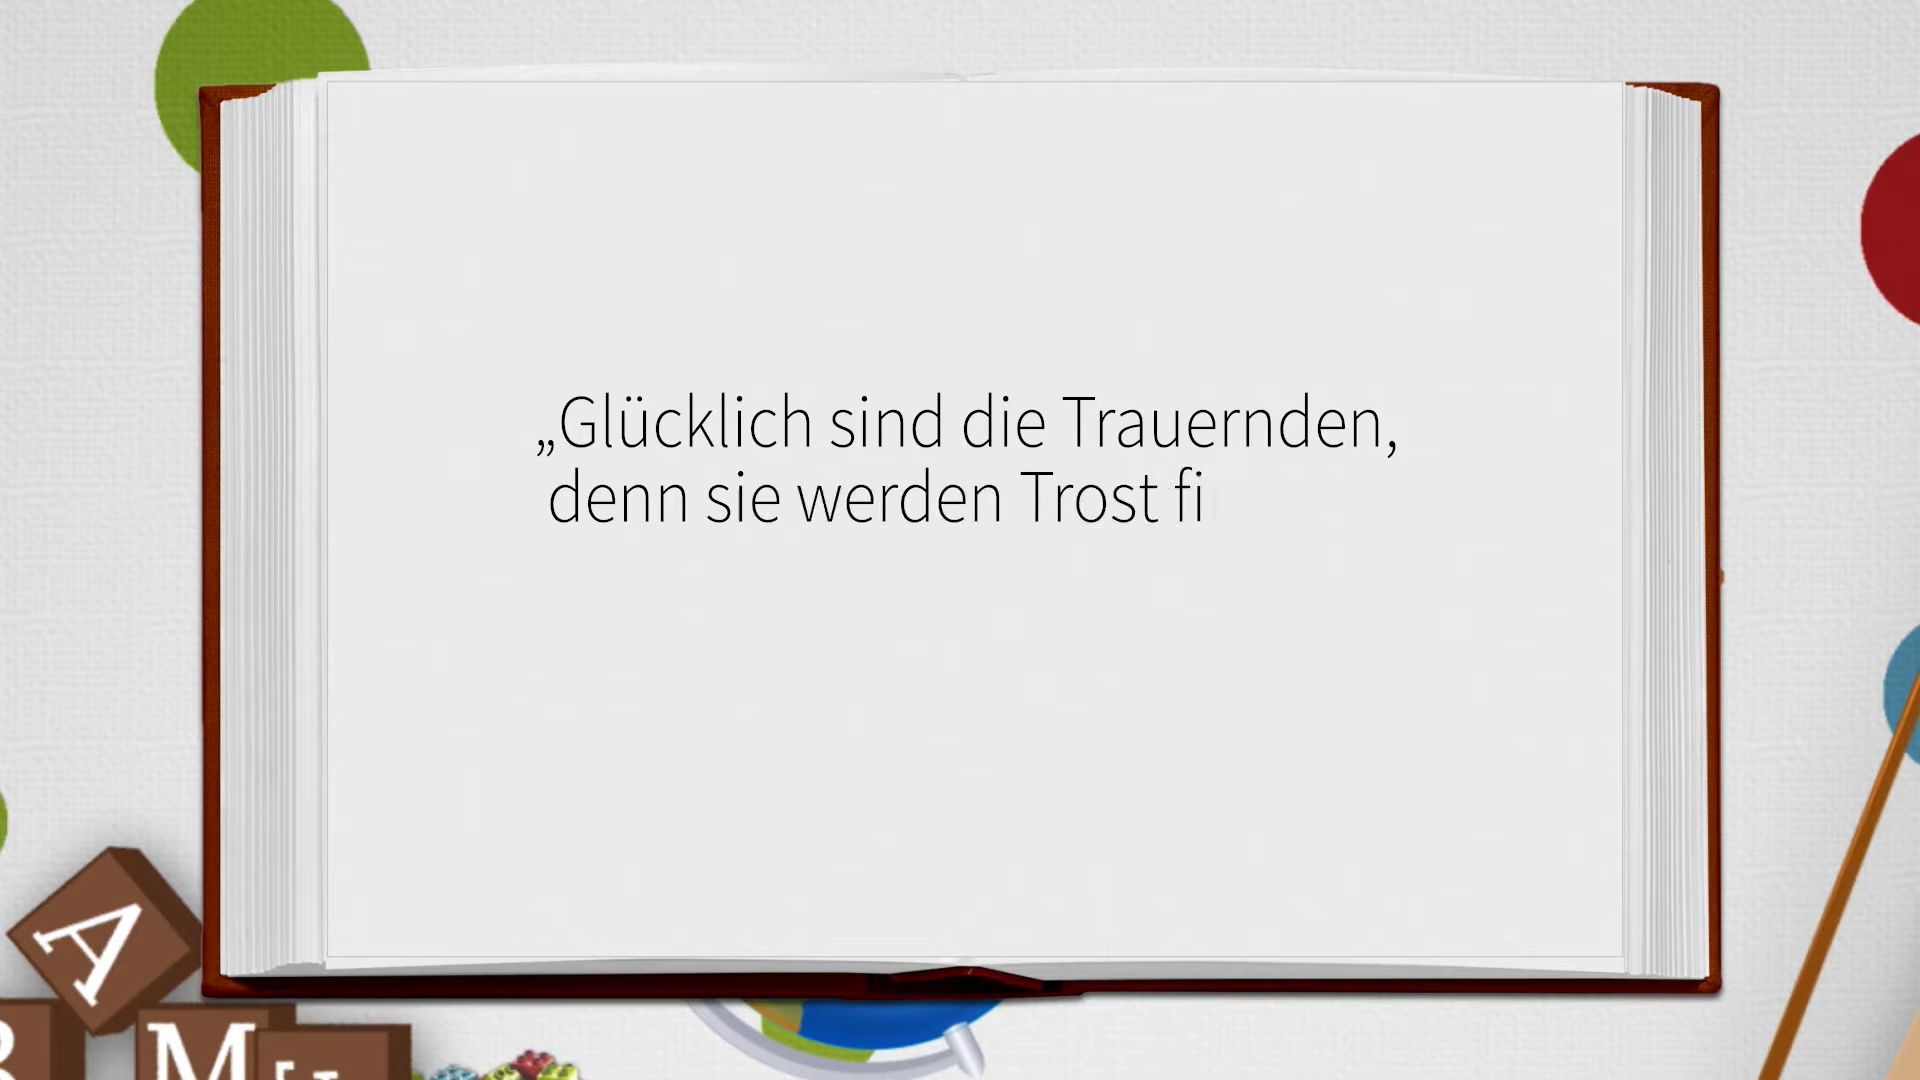 „Glücklich sind die Trauernden,
denn sie werden Trost fi
A
M